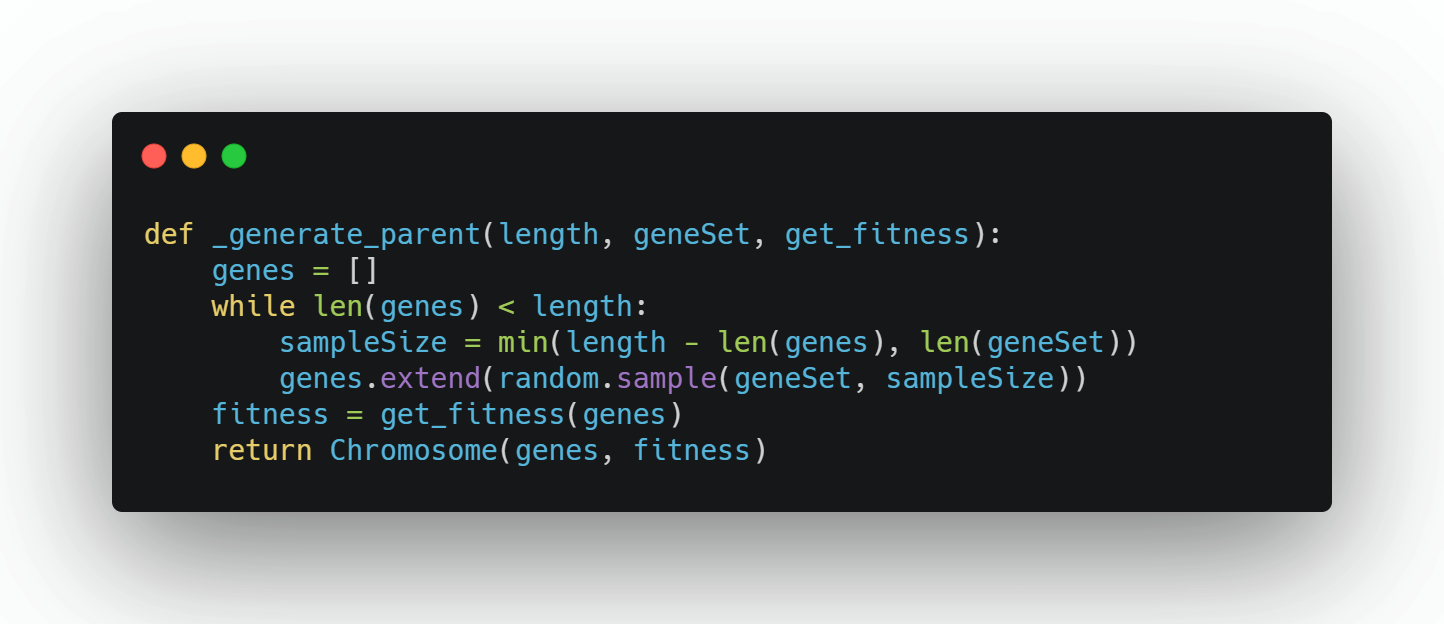 def _generate_parent(length, geneSet, get_fitness):
    genes = []
    while len(genes) < length:
        sampleSize = min(length - len(genes), len(geneSet))
        genes.extend(random.sample(geneSet, sampleSize))
    fitness = get_fitness(genes)
    return Chromosome(genes, fitness)